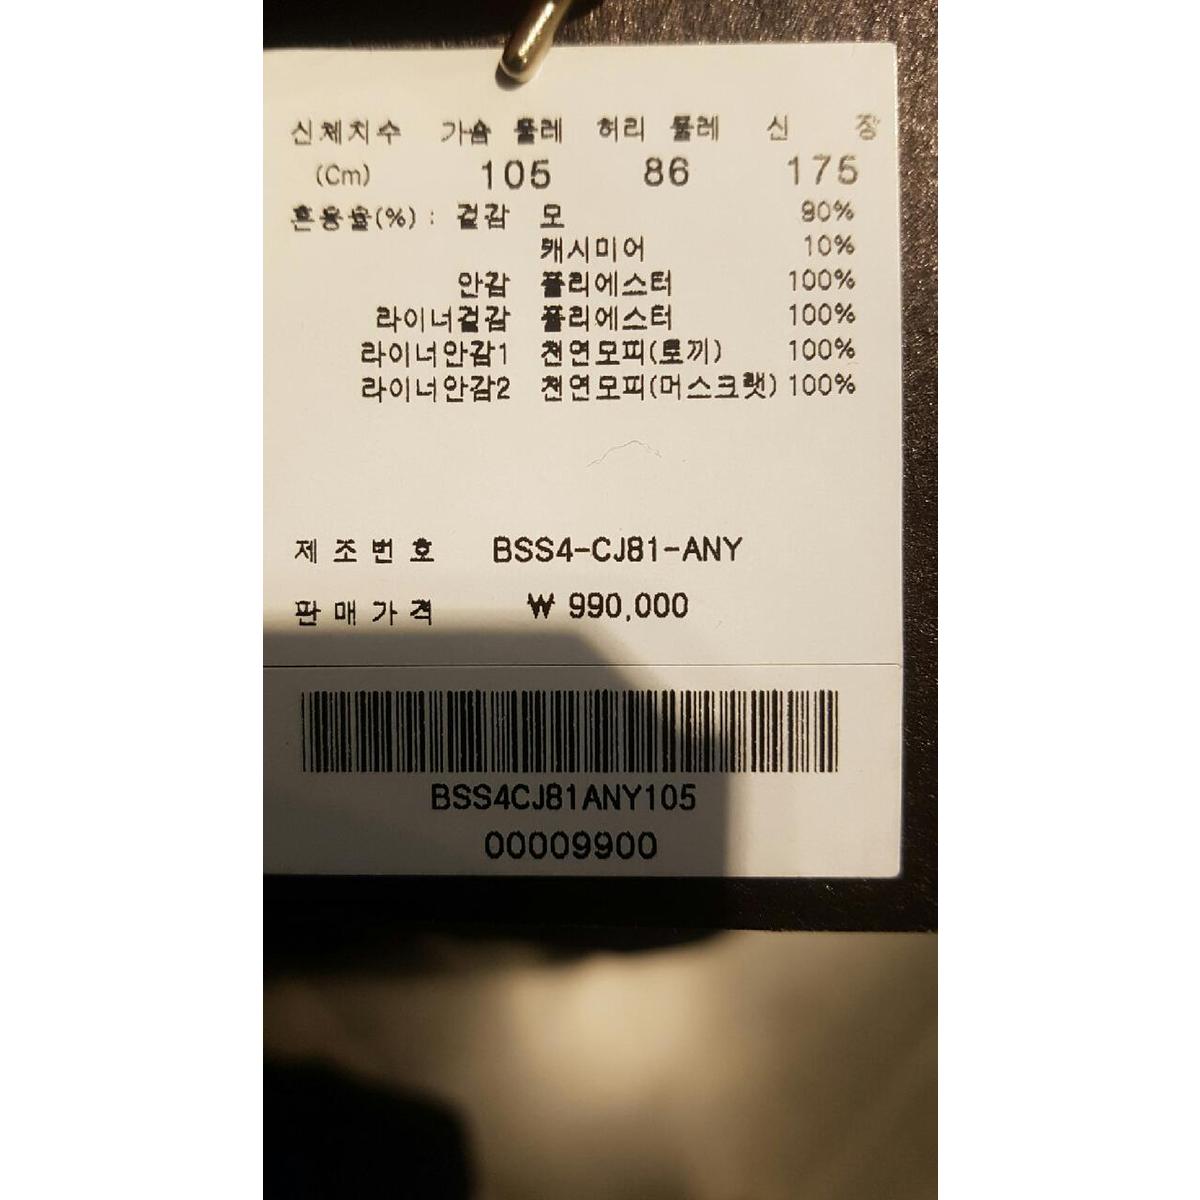 신체치수 가슴 둘레 허리 둘레 신 장
(Cm) 105 86 175
혼용율(%) : 겉감 모 90%
캐시미어 10%
안감 폴리에스터 100%
라이너겉감 폴리에스터 100%
라이너안감1 천연모피(토끼) 100%
라이너안감2 천연모피(머스크랫) 100%
제조번호 BSS4-CJ81-ANY
판매가격 ₩ 990,000
BSS4CJ81ANY105
00009900